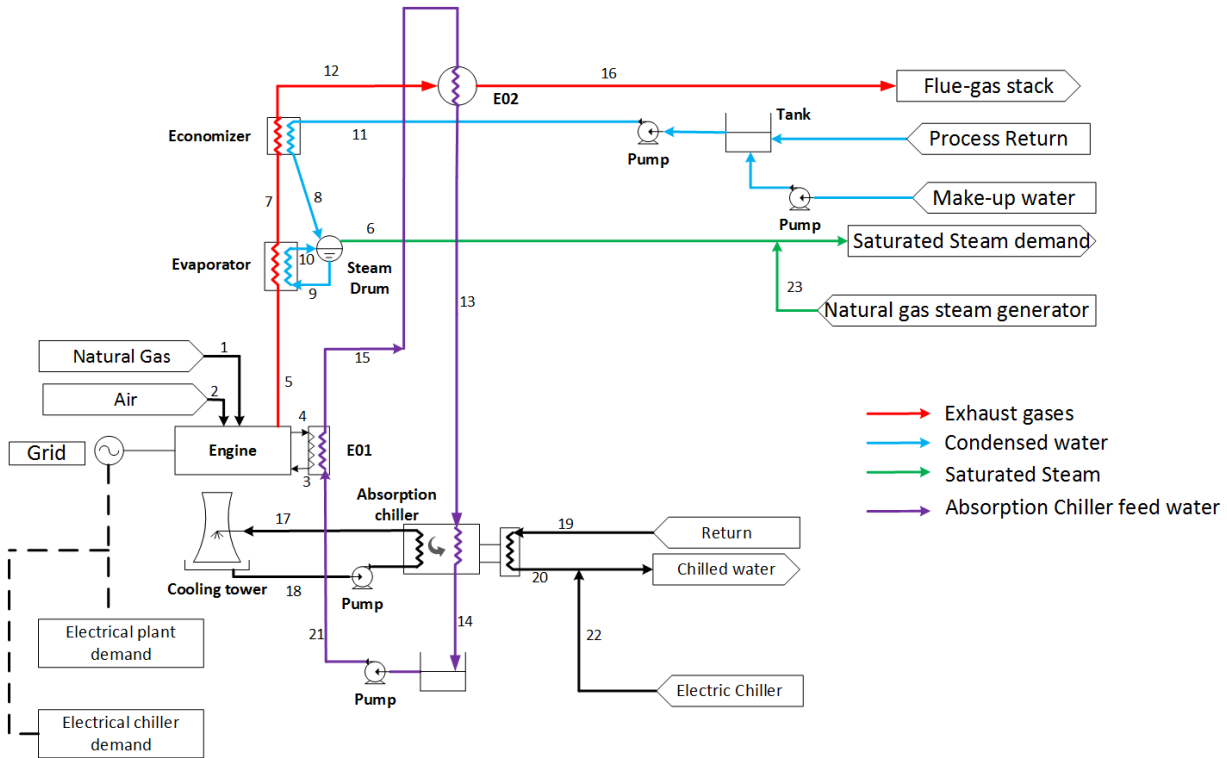 12
16
E02
Flue-gas stack
Economizer
11
Pump
Tank
Process Return
8
7
Make-up water
Pump
6
Saturated Steam demand
Evaporator
10
9
Steam
Drum
13
23
Natural gas steam generator
Natural Gas
1
15
Air
2
5
Exhaust gases
4
Condensed water
Grid
Engine
E01
Saturated Steam
3
Absorption
chiller
Absorption Chiller feed water
17
19
Return
20
Chilled water
Cooling tower
18
Pump
14
21
22
Electrical plant
demand
Pump
Electric Chiller
Electrical chiller
demand